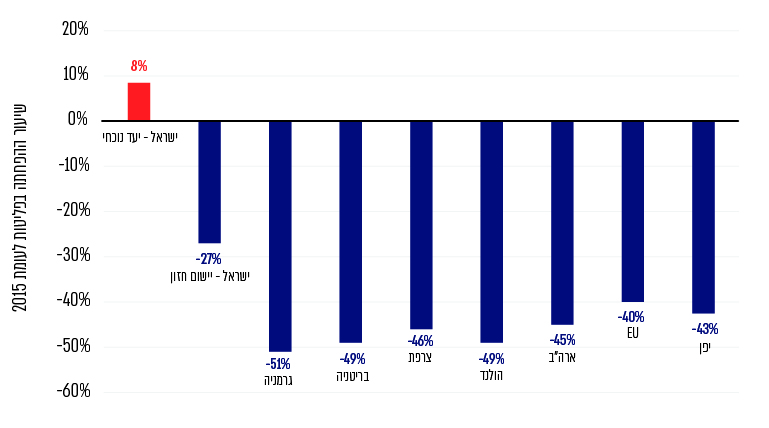 20%
10%
0%
-10%
-20%
-30%
-40%
-50%
-60%
שיעור ההפחתה בפליטות לעומת 2015
8%
ישראל - יעד נוכחי
-27%
ישראל - יישום חזון
-51%
גרמניה
-49%
בריטניה
-46%
צרפת
-49%
הולנד
-45%
ארה"ב
-40%
EU
-43%
יפן